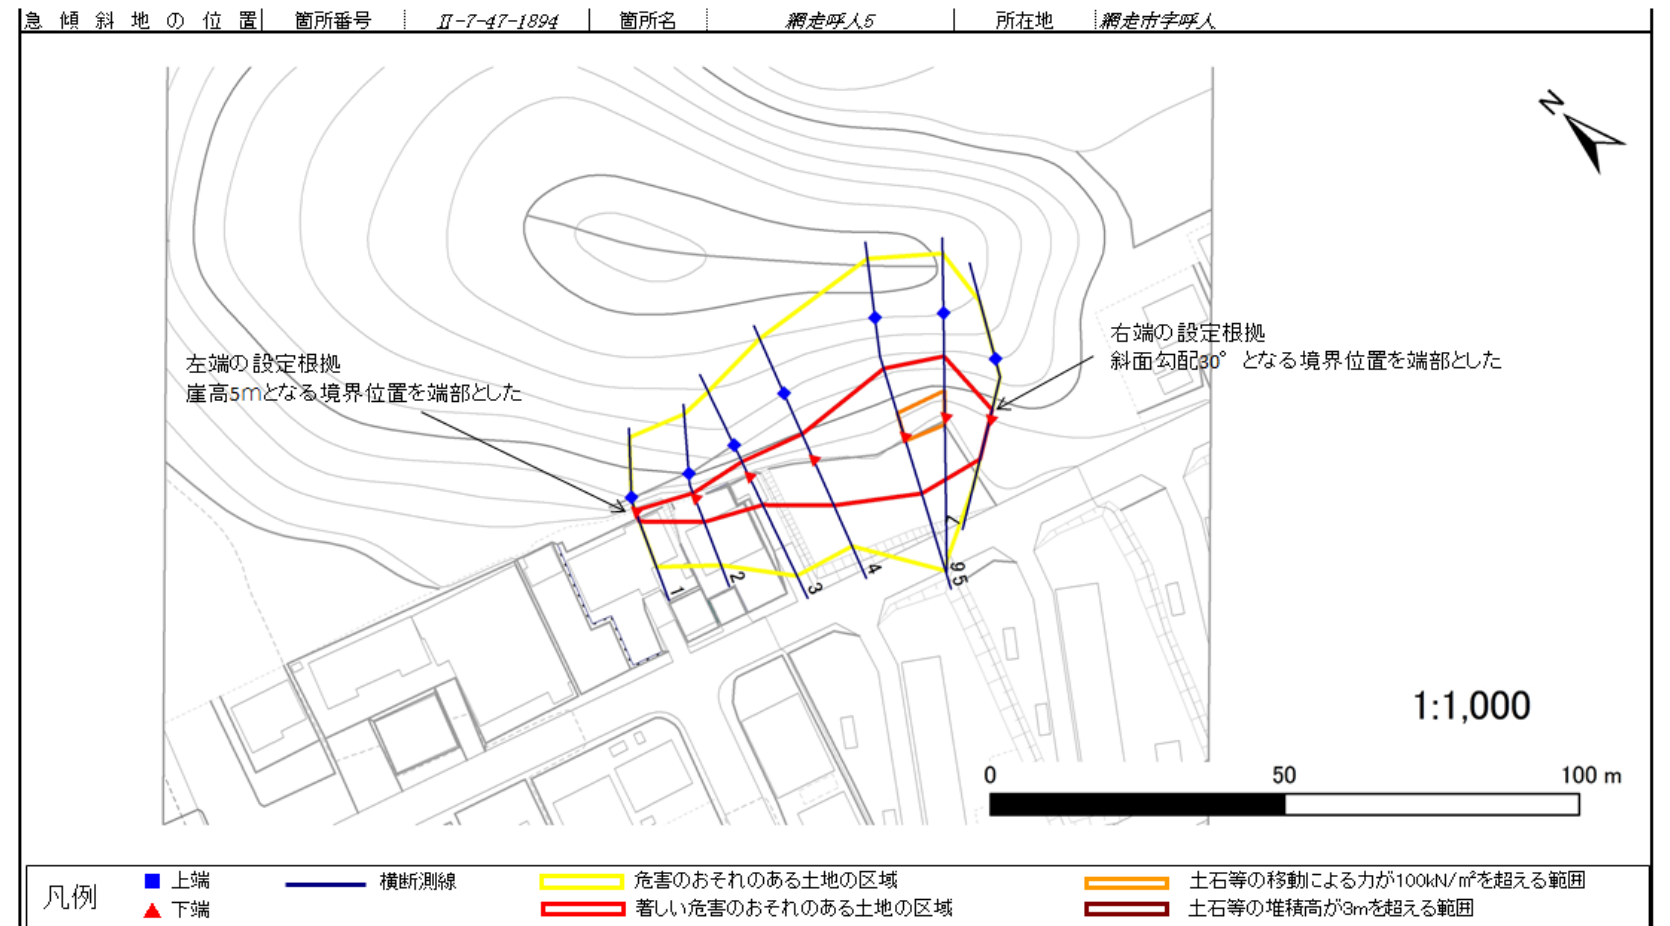 急傾斜地の位置 箇所番号 Ⅱ-7-47-1894 箇所名 網走呼人5 所在地 網走市字呼人
N
右端の設定根拠
斜面勾配30°となる境界位置を端部とした
左端の設定根拠
崖高5mとなる境界位置を端部とした
1
2
3
4
9 5
7
1:1,000
0 50 100 m
凡例
上端 横断測線 危害のおそれのある土地の区域 土石等の移動による力が100kN/㎡を超える範囲
下端 著しい危害のおそれのある土地の区域 土石等の堆積高が3mを超える範囲